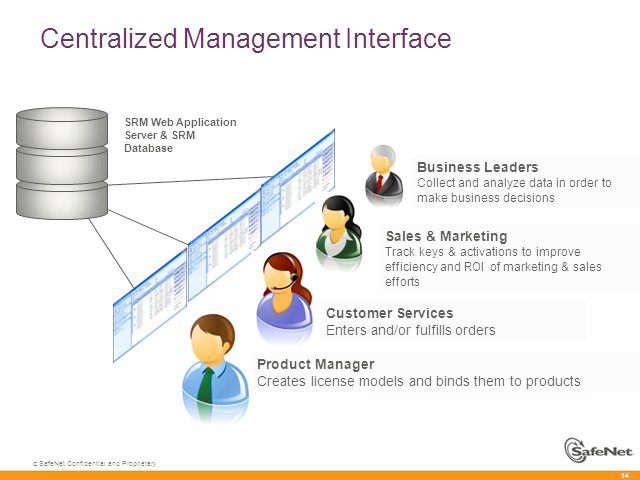 Centralized Management Interface
SRM Web Application
Server & SRM
Database
Business Leaders
Collect and analyze data in order to
make business decisions
Sales & Marketing
Track keys & activations to improve
efficiency and ROI of marketing & sales
efforts
Customer Services
Enters and/or fulfills orders
Product Manager
Creates license models and binds them to products
SafeNet Confidential and Proprietary
SafeNet
14